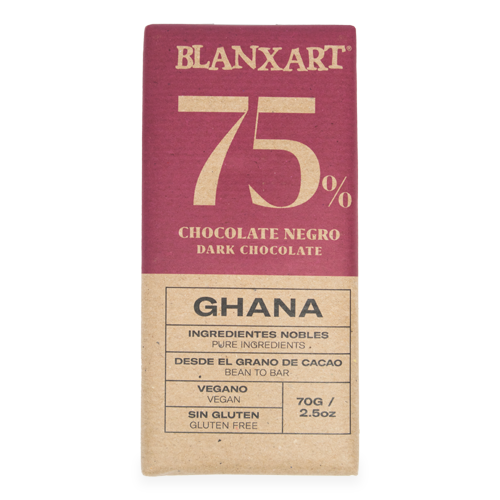 BLANXART®
75%
CHOCOLATE NEGRO
DARK CHOCOLATE
GHANA
INGREDIENTES NOBLES
PURE INGREDIENTS
DESDE EL GRANO DE CACAO
BEAN TO BAR
VEGANO
VEGAN
SIN GLUTEN
GLUTEN FREE
70G /
2.5oz